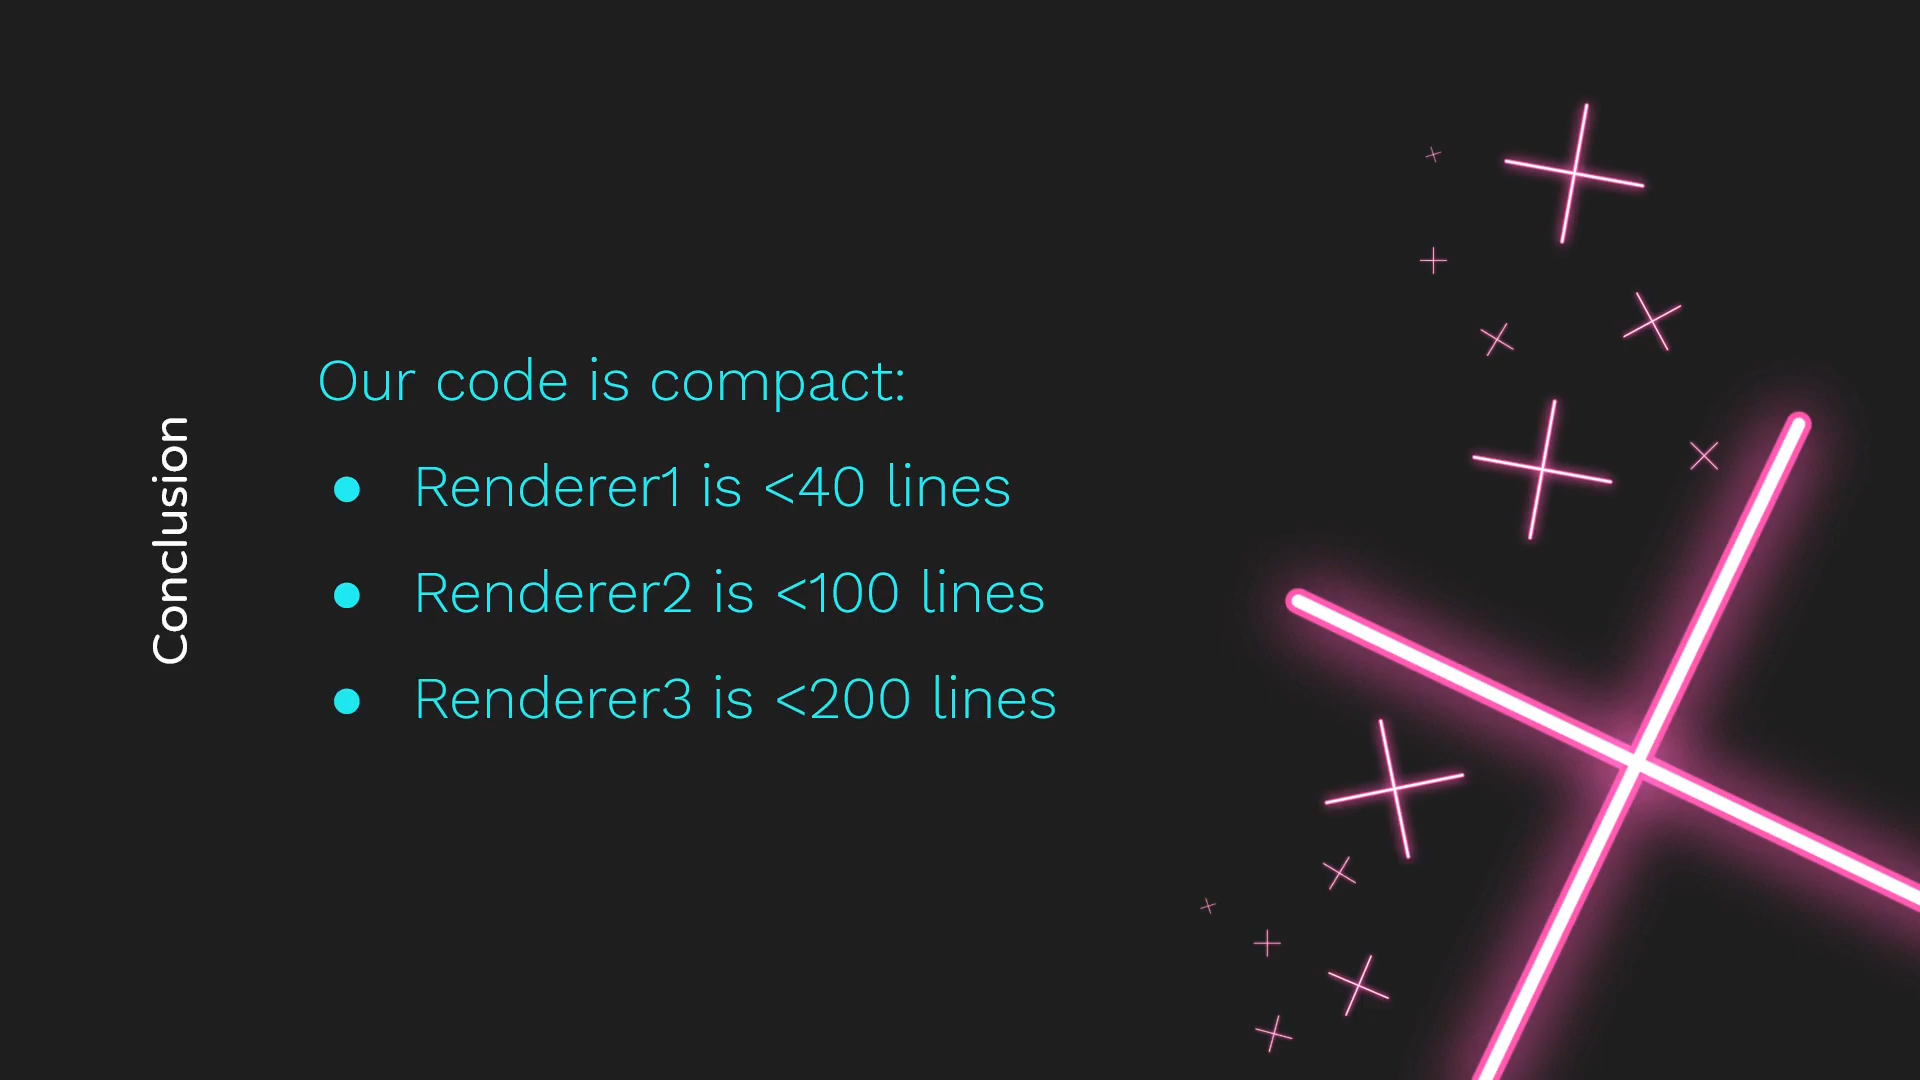 Conclusion
Our code is compact:
● Renderer1 is <40 lines
● Renderer2 is <100 lines
● Renderer3 is <200 lines